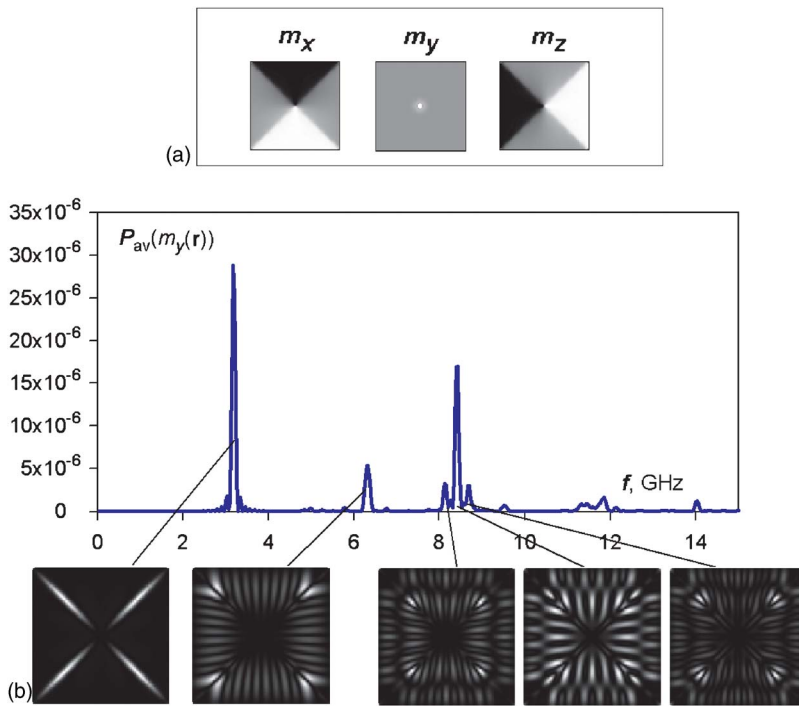 m_x m_y m_z
(a)
35x10⁻⁶
P_av(m_y(r))
30x10⁻⁶
25x10⁻⁶
20x10⁻⁶
15x10⁻⁶
10x10⁻⁶
5x10⁻⁶
f, GHz
0
0 2 4 6 8 10 12 14
(b)